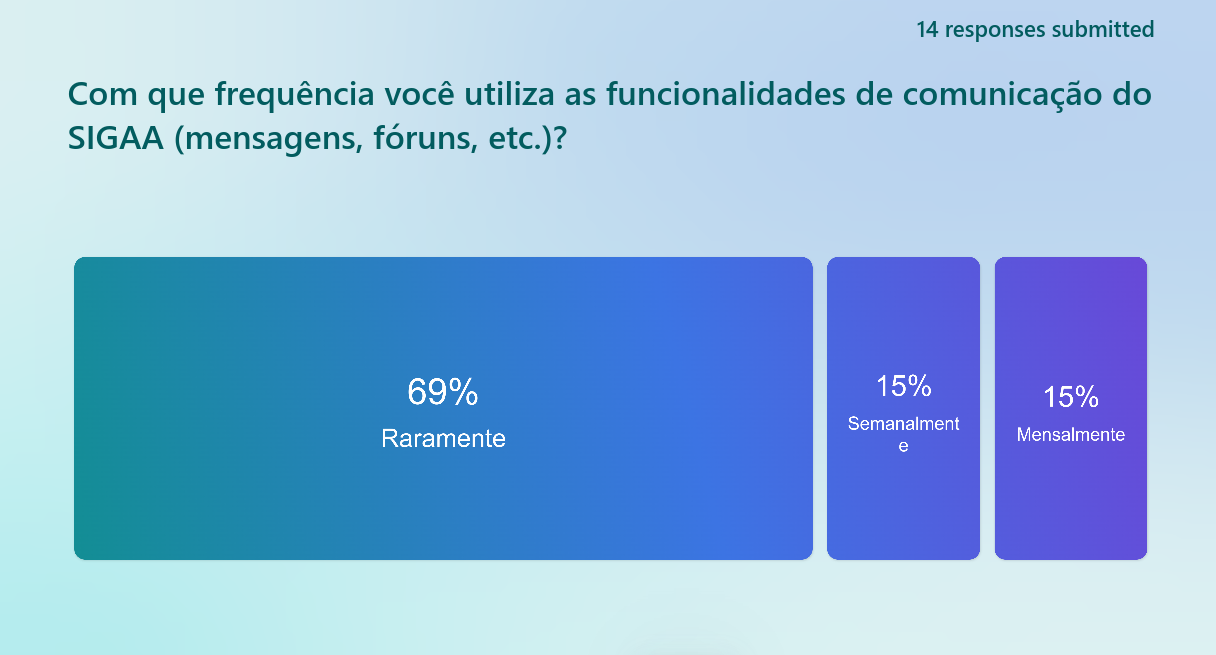 14 responses submitted
Com que frequência você utiliza as funcionalidades de comunicação do
SIGAA (mensagens, fóruns, etc.)?
69%
Raramente
15%
Semanalment
e
15%
Mensalmente